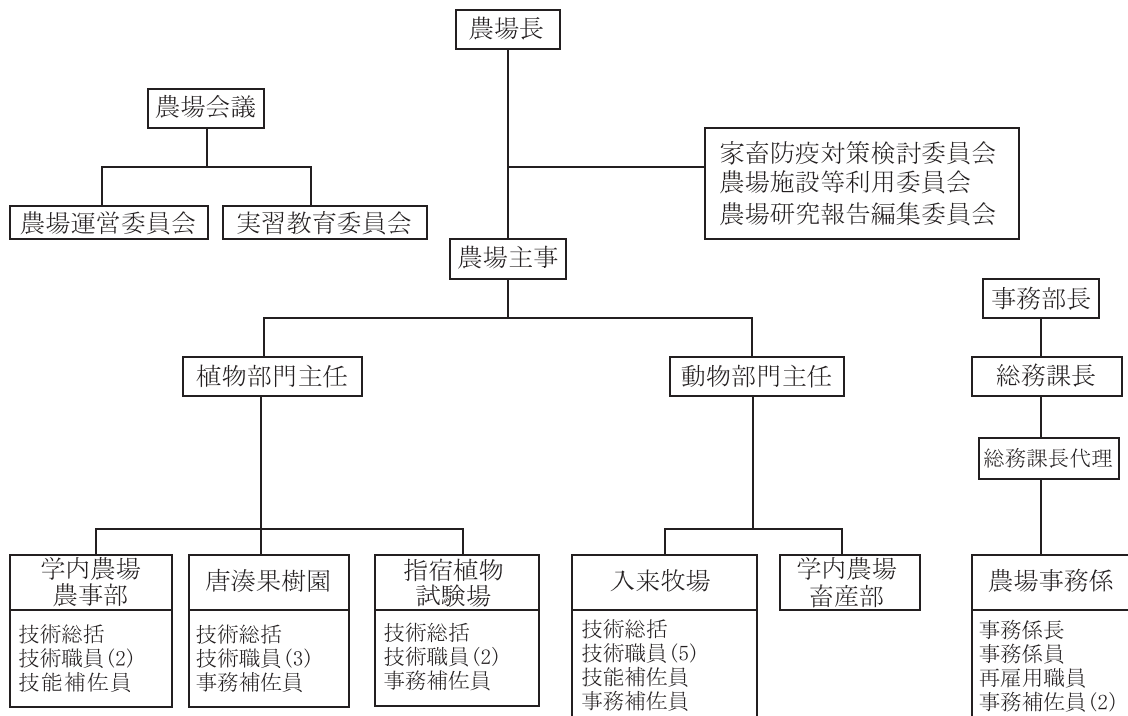 農場長
農場会議
農場運営委員会
実習教育委員会
家畜防疫対策検討委員会
農場施設等利用委員会
農場研究報告編集委員会
農場主事
事務部長
植物部門主任
動物部門主任
総務課長
総務課長代理
学内農場
農事部
技術総括
技術職員(2)
技能補佐員
唐湊果樹園
技術総括
技術職員(3)
事務補佐員
指宿植物
試験場
技術総括
技術職員(2)
事務補佐員
入来牧場
技術総括
技術職員(5)
技能補佐員
事務補佐員
学内農場
畜産部
農場事務係
事務係長
事務係員
再雇用職員
事務補佐員(2)